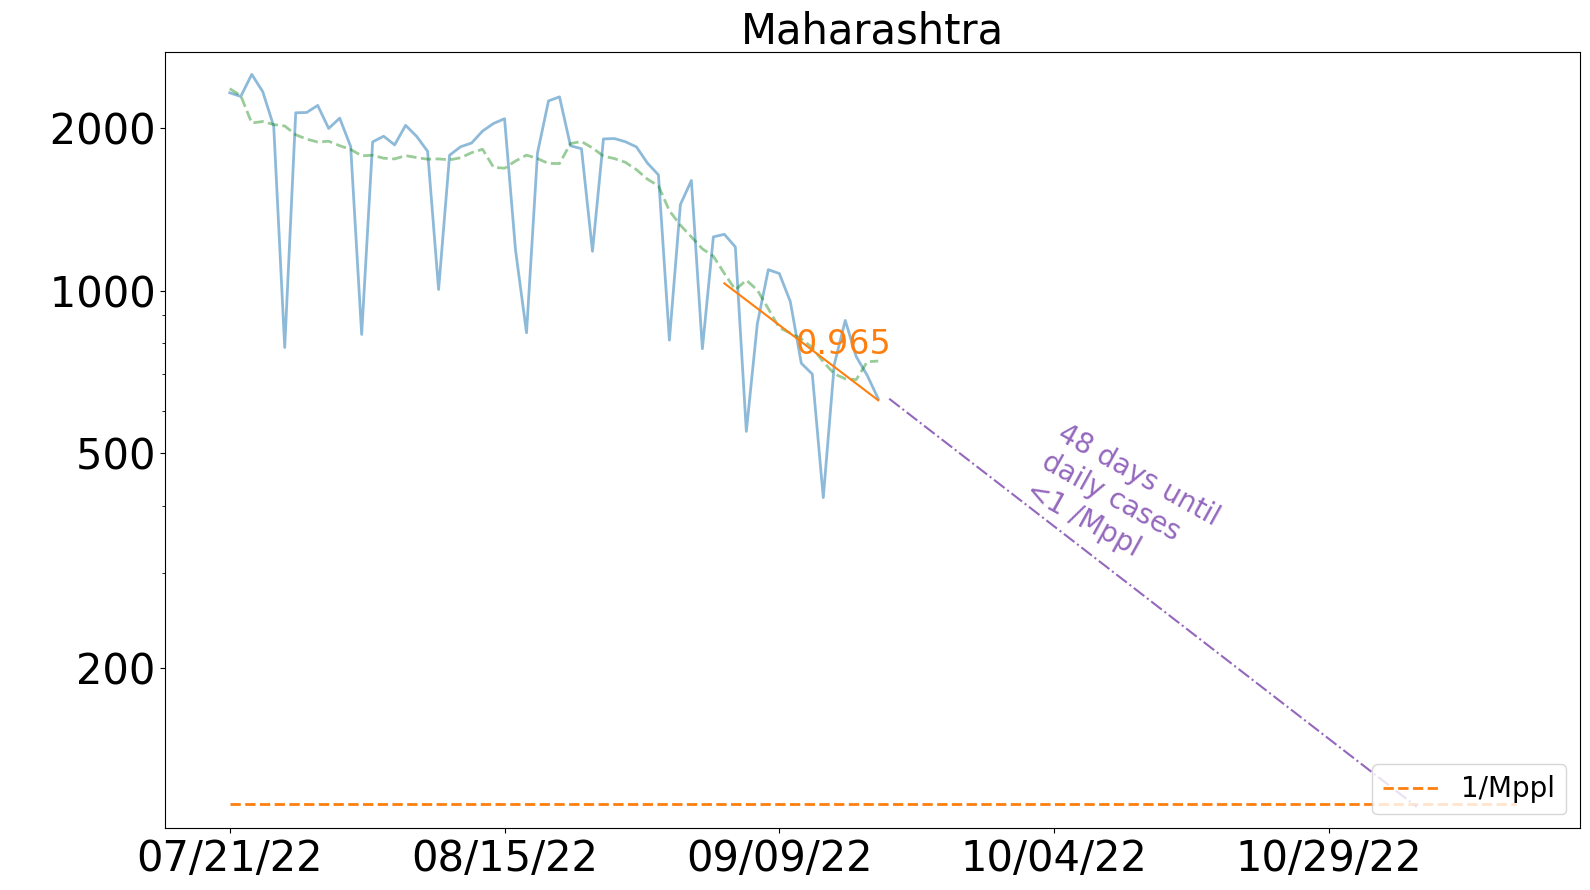 Maharashtra
2000
1000
500
200
0.965
48 days until
daily cases
<1 /Mppl
1/Mppl
07/21/22
08/15/22
09/09/22
10/04/22
10/29/22